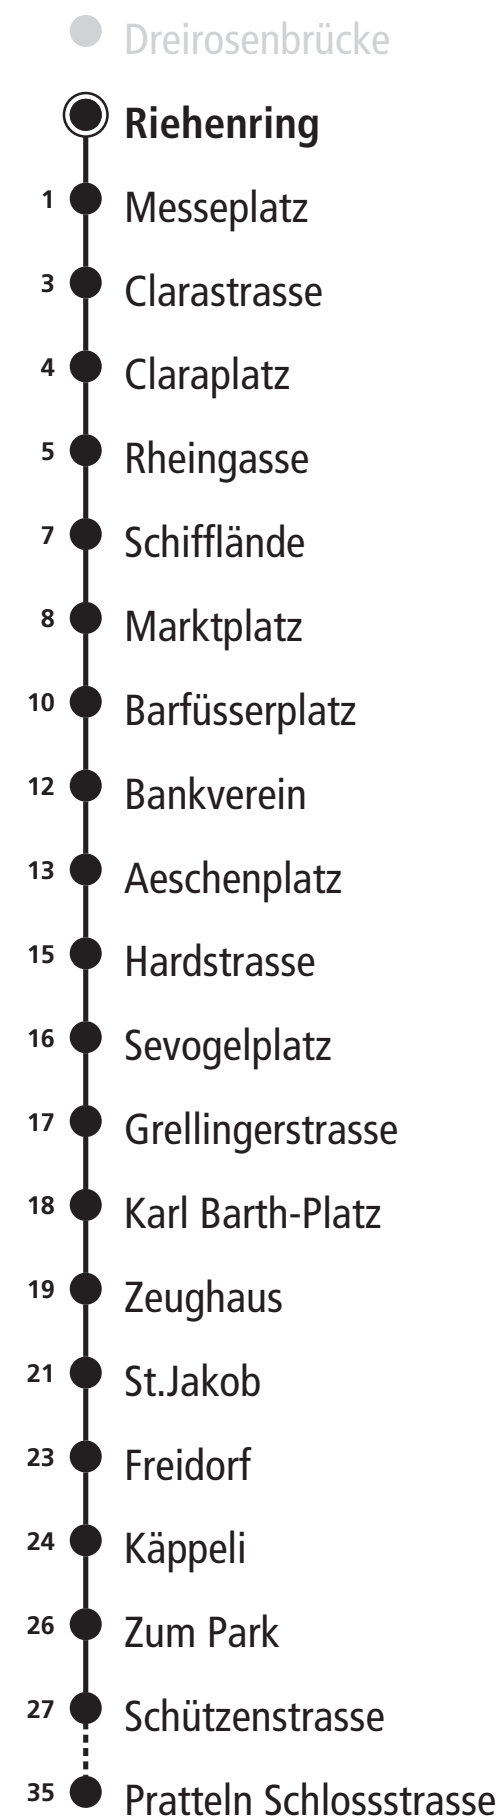 Dreirosenbrücke
Riehenring
1 Messeplatz
3 Clarastrasse
4 Claraplatz
5 Rheingasse
7 Schifflände
8 Marktplatz
10 Barfüsserplatz
12 Bankverein
13 Aeschenplatz
15 Hardstrasse
16 Sevogelplatz
17 Grellingerstrasse
18 Karl Barth-Platz
19 Zeughaus
21 St.Jakob
23 Freidorf
24 Käppeli
26 Zum Park
27 Schützenstrasse
35 Pratteln Schlossstrasse